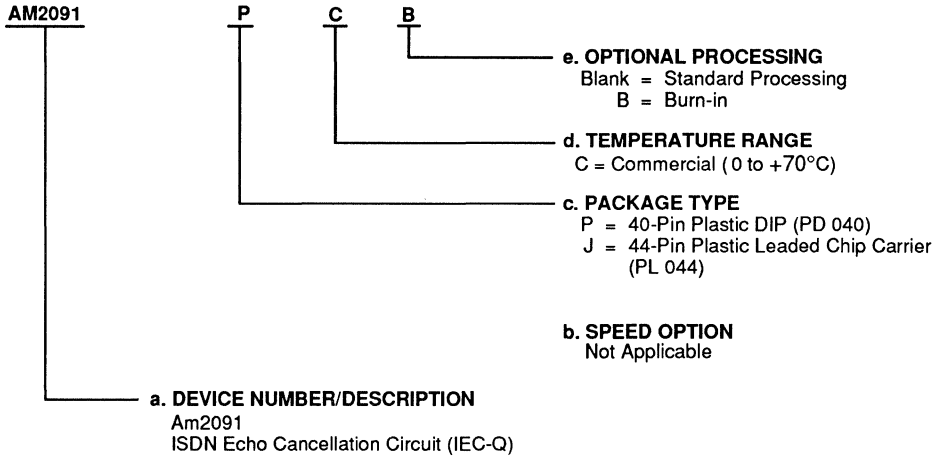 AM2091 P C B
e. OPTIONAL PROCESSING
Blank = Standard Processing
B = Burn-in
d. TEMPERATURE RANGE
C = Commercial (0 to +70°C)
c. PACKAGE TYPE
P = 40-Pin Plastic DIP (PD 040)
J = 44-Pin Plastic Leaded Chip Carrier
(PL 044)
b. SPEED OPTION
Not Applicable
a. DEVICE NUMBER/DESCRIPTION
Am2091
ISDN Echo Cancellation Circuit (IEC-Q)